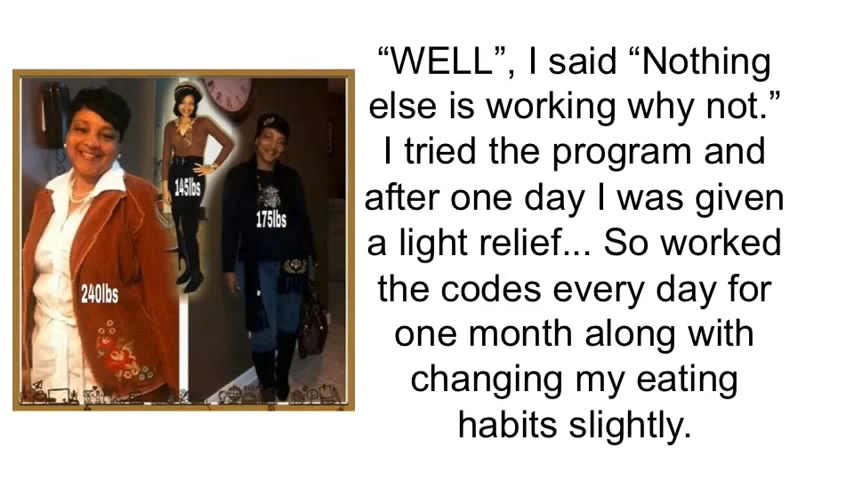 “WELL”, I said “Nothing
else is working why not.”
I tried the program and
after one day I was given
a light relief... So worked
the codes every day for
one month along with
changing my eating
habits slightly.
145lbs
175lbs
240lbs